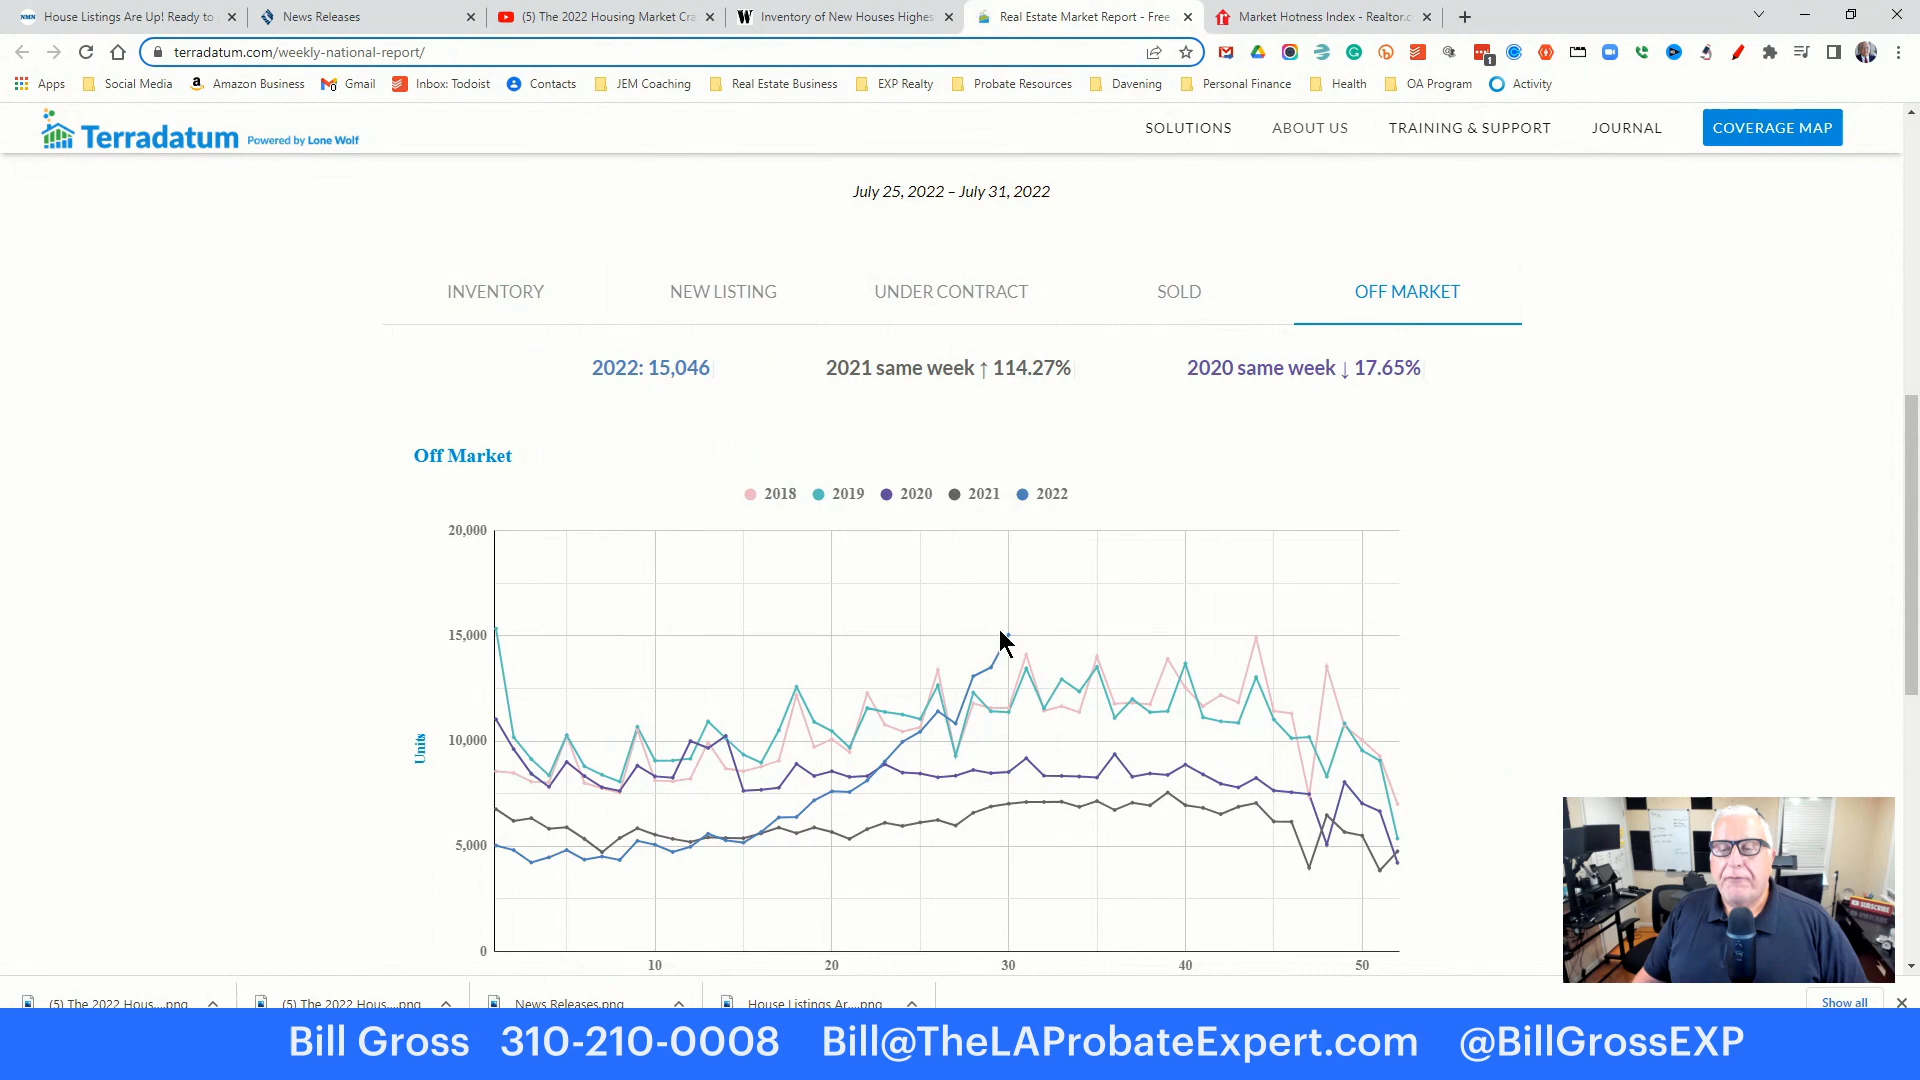 House Listings Are Up! Ready to
News Releases
(5) The 2022 Housing Market Cra
Inventory of New Houses Highes
Real Estate Market Report - Free
Market Hotness Index - Realtor.c
terradatum.com/weekly-national-report/
Apps
Social Media
Amazon Business
Gmail
Inbox: Todoist
Contacts
JEM Coaching
Real Estate Business
EXP Realty
Probate Resources
Davening
Personal Finance
Health
OA Program
Activity
Terradatum Powered by Lone Wolf
SOLUTIONS
ABOUT US
TRAINING & SUPPORT
JOURNAL
COVERAGE MAP
July 25, 2022 – July 31, 2022
INVENTORY
NEW LISTING
UNDER CONTRACT
SOLD
OFF MARKET
2022: 15,046
2021 same week ↑ 114.27%
2020 same week ↓ 17.65%
Off Market
2018
2019
2020
2021
2022
20,000
15,000
10,000
5,000
0
Units
10
20
30
40
50
SUBSCRIBE
(5) The 2022 Hous....png
(5) The 2022 Hous....png
News Releases.png
House Listings Ar....png
Show all
Bill Gross 310-210-0008 Bill@TheLAProbateExpert.com @BillGrossEXP